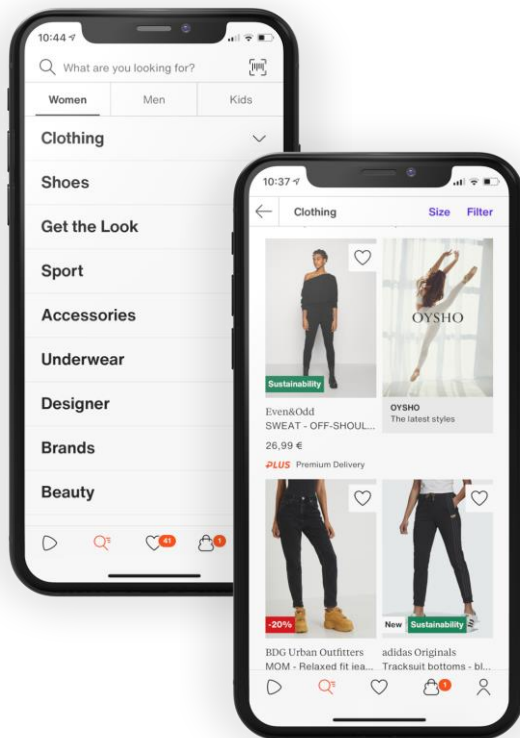 10:44
What are you looking for?
Women Men Kids
Clothing
Shoes
Get the Look
Sport
Accessories
Underwear
Designer
Brands
Beauty
41 1
10:37
Clothing Size Filter
Sustainability
Even&Odd
SWEAT - OFF-SHOUL...
26,99 €
PLUS Premium Delivery
OYSHO
OYSHO
The latest styles
-20%
BDG Urban Outfitters
MOM - Relaxed fit jea...
New Sustainability
adidas Originals
Tracksuit bottoms - bl...
1